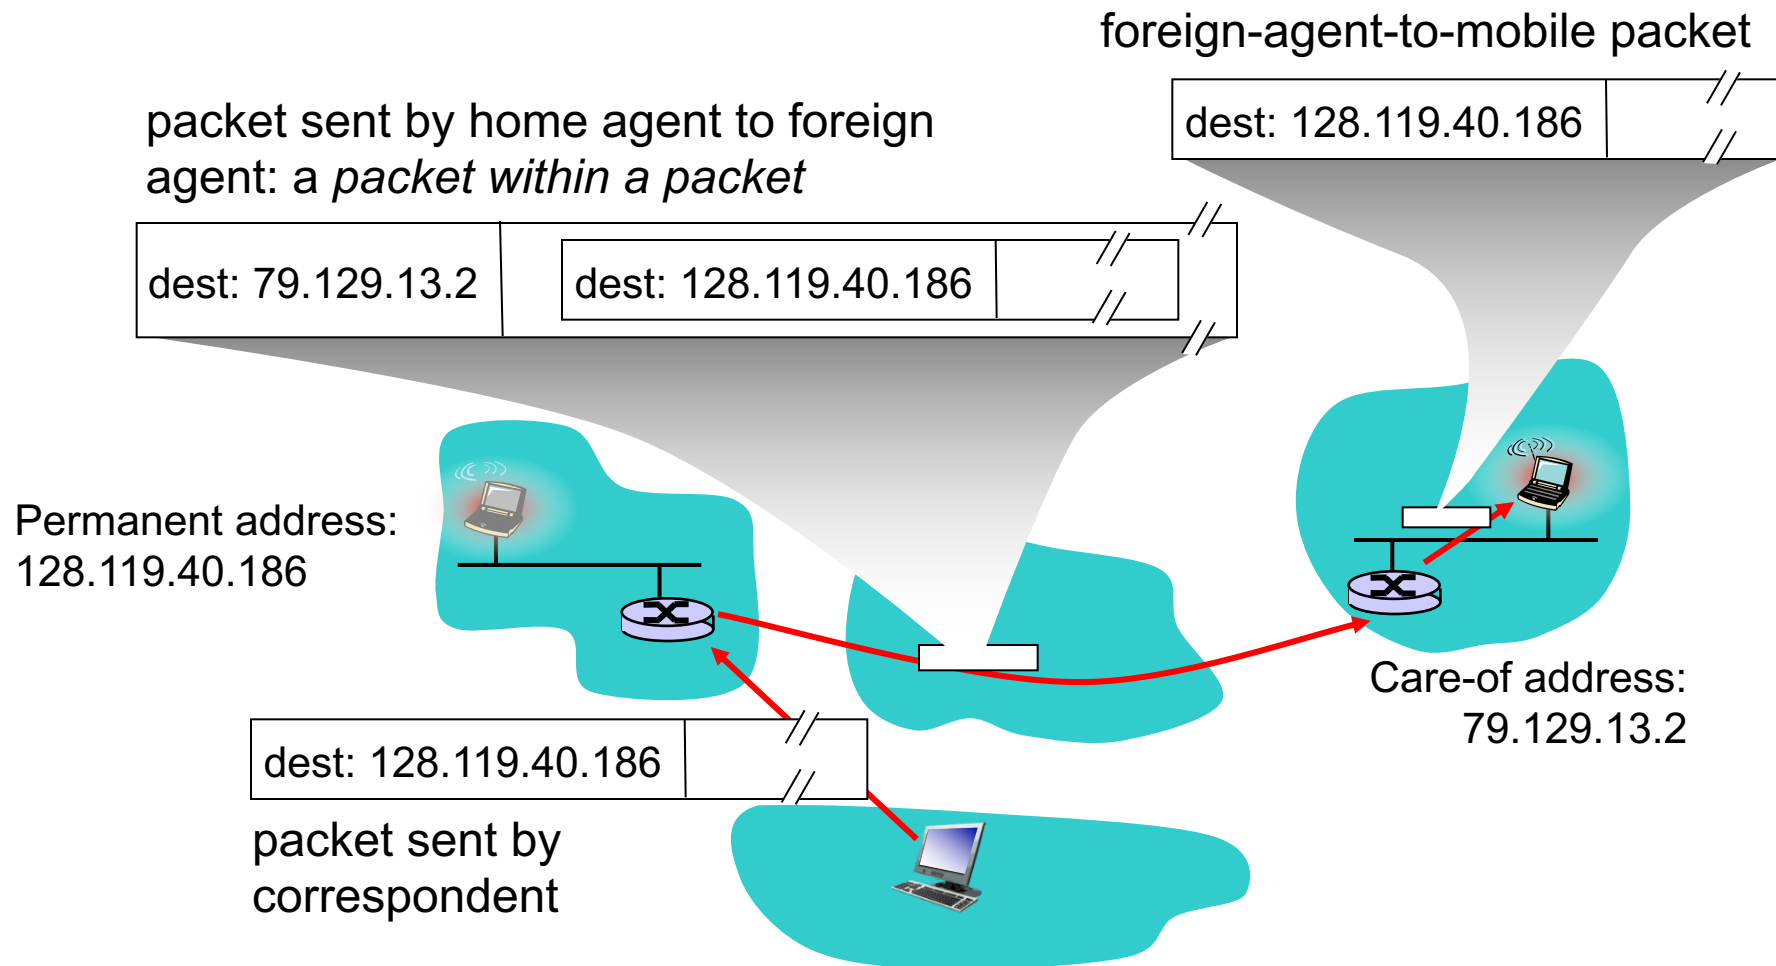 foreign-agent-to-mobile packet
dest: 128.119.40.186
packet sent by home agent to foreign
agent: a packet within a packet
dest: 79.129.13.2
dest: 128.119.40.186
Permanent address:
128.119.40.186
Care-of address:
79.129.13.2
dest: 128.119.40.186
packet sent by
correspondent